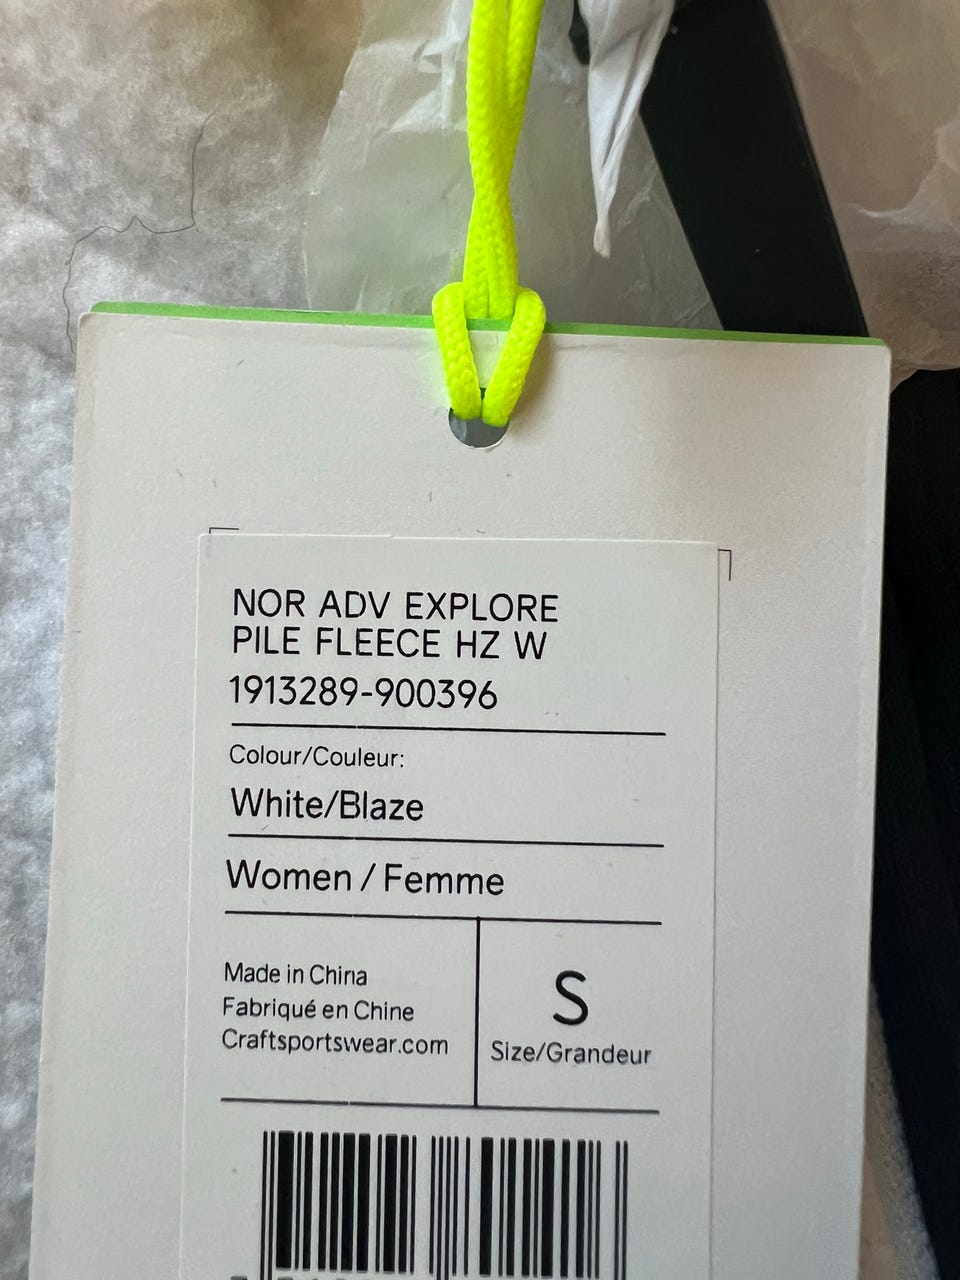 NOR ADV EXPLORE
PILE FLEECE HZ W
1913289-900396
Colour/Couleur:
White/Blaze
Women / Femme
Made in China
Fabriqué en Chine
Craftsportswear.com
S
Size/Grandeur